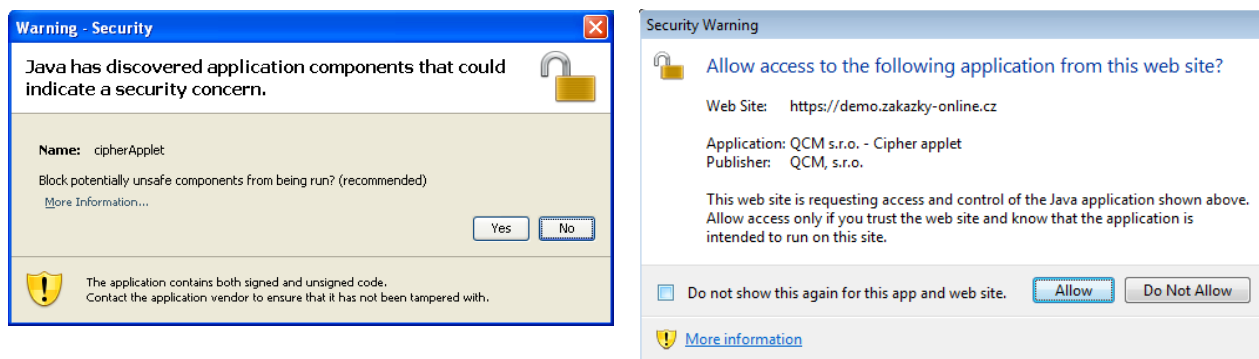 Warning - Security
Java has discovered application components that could
indicate a security concern.
Name: cipherApplet
Block potentially unsafe components from being run? (recommended)
More Information...
Yes No
The application contains both signed and unsigned code.
Contact the application vendor to ensure that it has not been tampered with.
Security Warning
Allow access to the following application from this web site?
Web Site: https://demo.zakazky-online.cz
Application: QCM s.r.o. - Cipher applet
Publisher: QCM, s.r.o.
This web site is requesting access and control of the Java application shown above.
Allow access only if you trust the web site and know that the application is
intended to run on this site.
Do not show this again for this app and web site. Allow Do Not Allow
More information